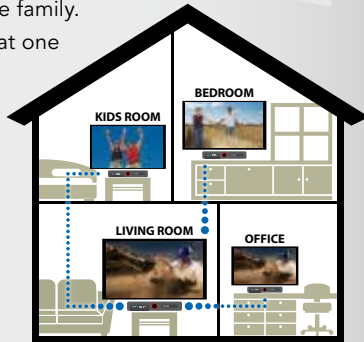 e family.
at one
BEDROOM
KIDS ROOM
LIVING ROOM
OFFICE